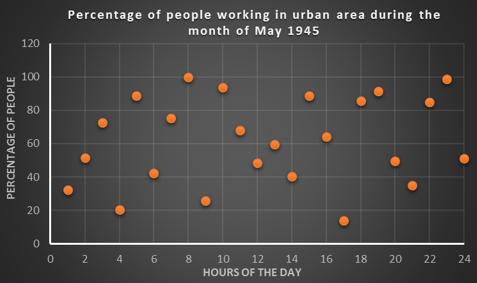 Percentage of people working in urban area during the
month of May 1945
PERCENTAGE OF PEOPLE
120
100
80
60
40
20
0
0 2 4 6 8 10 12 14 16 18 20 22 24
HOURS OF THE DAY